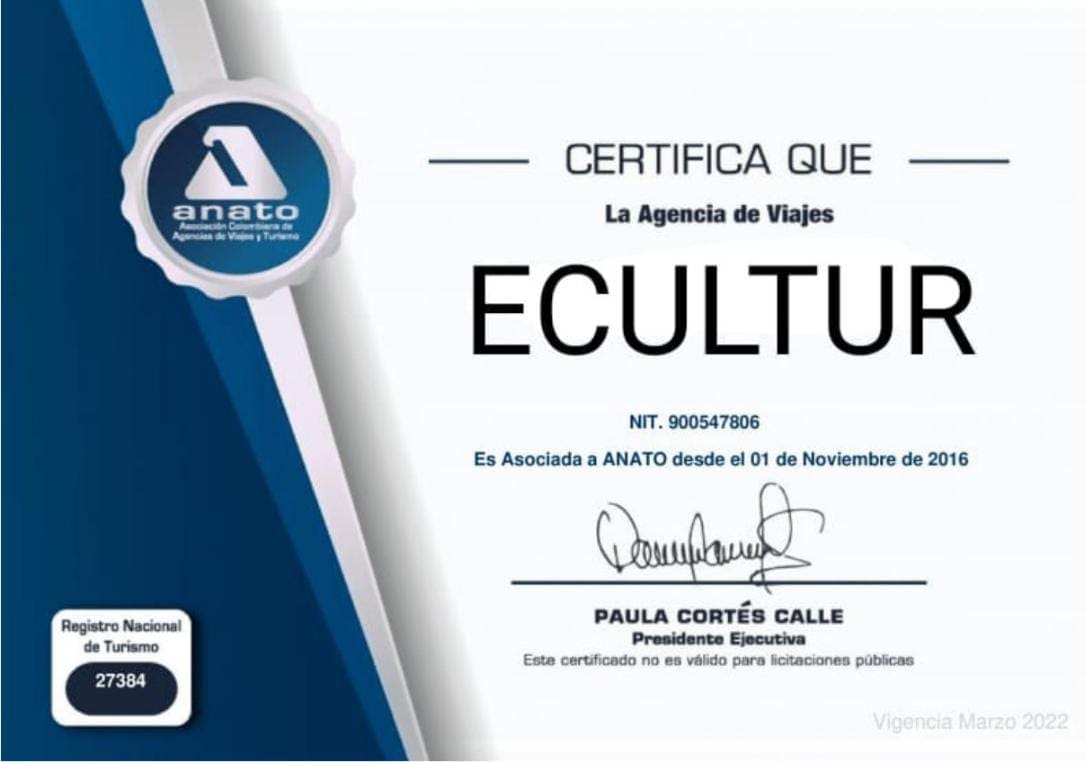 anato
Asociación Colombiana de
Agencias de Viajes y Turismo
CERTIFICA QUE
La Agencia de Viajes
ECULTUR
NIT. 900547806
Es Asociada a ANATO desde el 01 de Noviembre de 2016
PAULA CORTÉS CALLE
Presidente Ejecutiva
Este certificado no es válido para licitaciones públicas
Registro Nacional
de Turismo
27384
Vigencia Marzo 2022